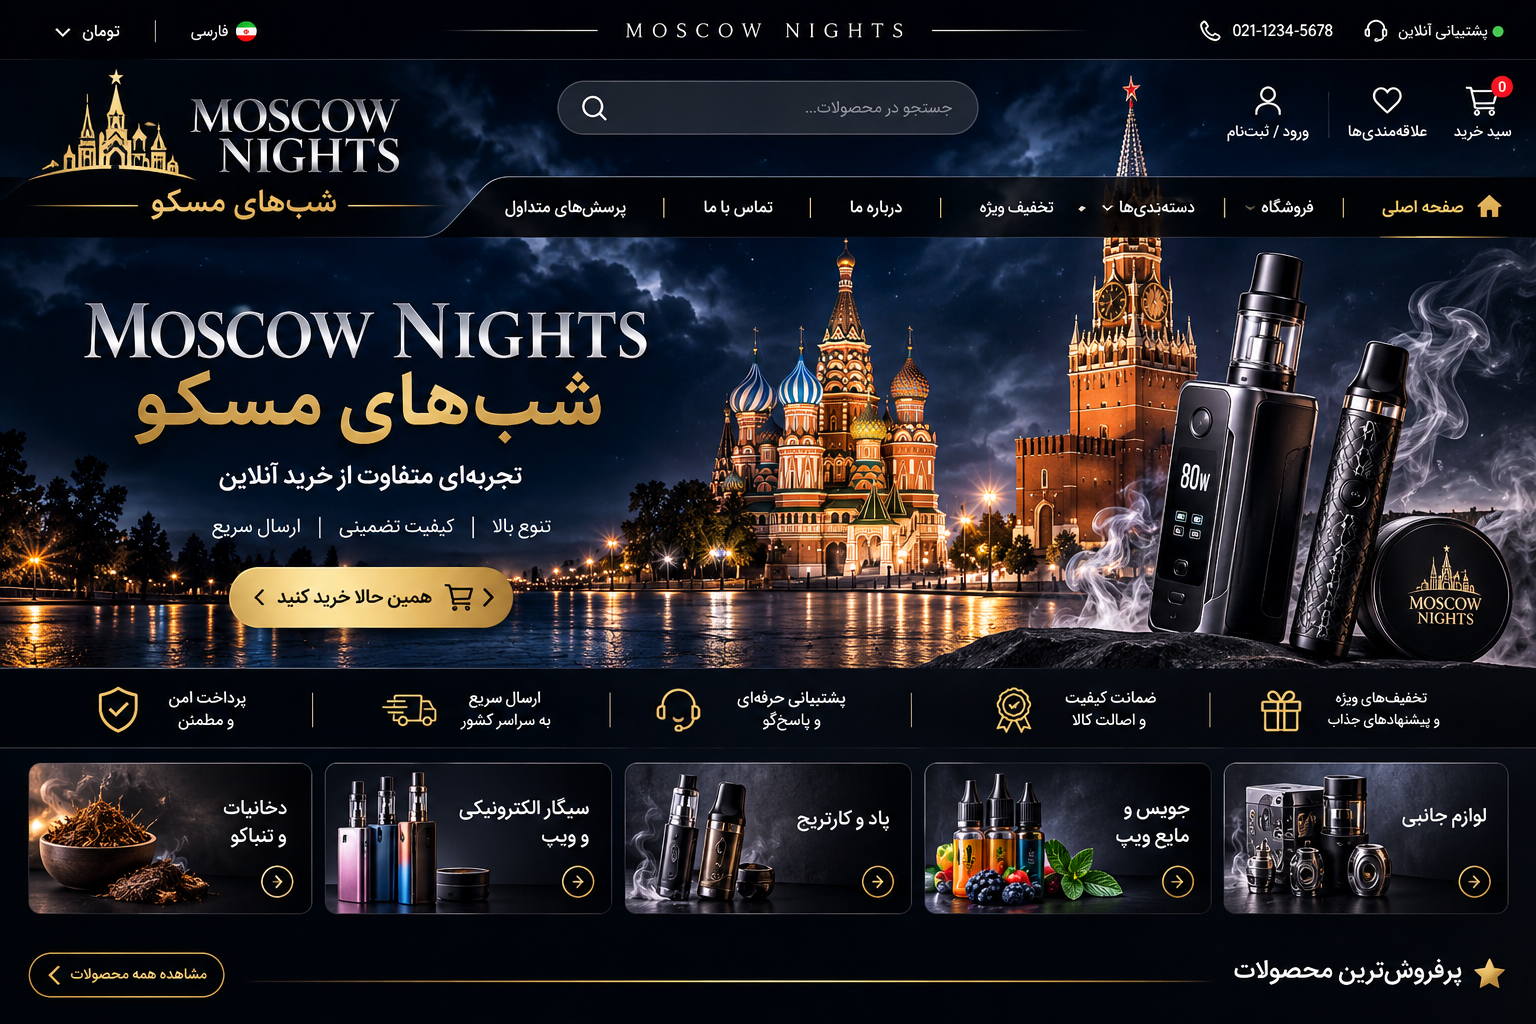 پشتیبانی آنلاین
021-1234-5678
MOSCOW NIGHTS
فارسی
تومان
0
سبد خرید
علاقه‌مندی‌ها
ورود / ثبت‌نام
جستجو در محصولات...
MOSCOW
NIGHTS
شب‌های مسکو
صفحه اصلی
فروشگاه
دسته‌بندی‌ها
تخفیف ویژه
درباره ما
تماس با ما
پرسش‌های متداول
MOSCOW NIGHTS
شب‌های مسکو
تجربه‌ای متفاوت از خرید آنلاین
تنوع بالا | کیفیت تضمینی | ارسال سریع
همین حالا خرید کنید
80W
MOSCOW
NIGHTS
تخفیف‌های ویژه
و پیشنهادهای جذاب
ضمانت کیفیت
و اصالت کالا
پشتیبانی حرفه‌ای
و پاسخ‌گو
ارسال سریع
به سراسر کشور
پرداخت امن
و مطمئن
لوازم جانبی
جویس و
مایع ویپ
پاد و کارتریج
سیگار الکترونیکی
و ویپ
دخانیات
و تنباکو
پرفروش‌ترین محصولات
مشاهده همه محصولات